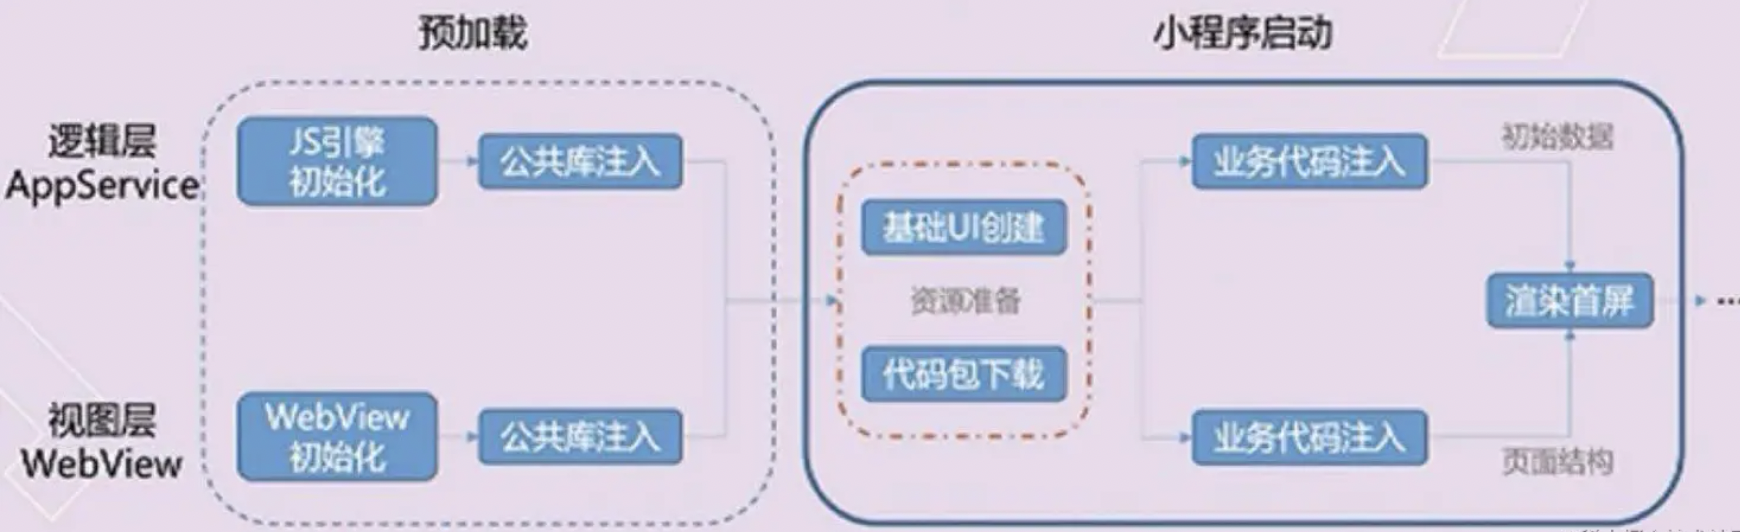 预加载
小程序启动
逻辑层
AppService
JS引擎
初始化
公共库注入
业务代码注入
初始数据
基础UI创建
资源准备
代码包下载
渲染首屏
...
视图层
WebView
WebView
初始化
公共库注入
业务代码注入
页面结构